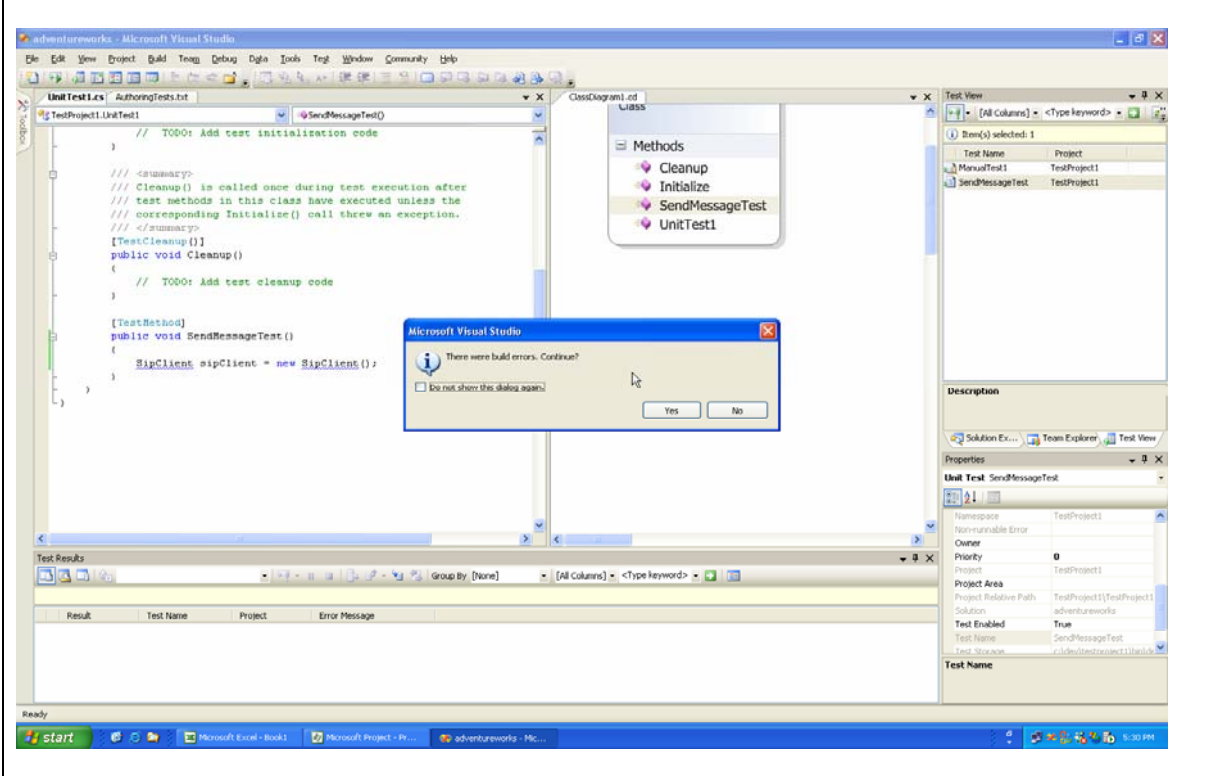 adventureworks - Microsoft Visual Studio
File Edit View Project Build Team Debug Data Tools Test Window Community Help
UnitTest1.cs AuthoringTests.txt
TestProject1.UnitTest1 SendMessageTest()
// TODO: Add test initialization code
}
/// <summary>
/// Cleanup() is called once during test execution after
/// test methods in this class have executed unless the
/// corresponding Initialize() call threw an exception.
/// </summary>
[TestCleanup()]
public void Cleanup()
{
// TODO: Add test cleanup code
}
[TestMethod]
public void SendMessageTest()
{
SipClient sipClient = new SipClient();
}
}
}
Toolbox
ClassDiagram1.cd
Class
Methods
Cleanup
Initialize
SendMessageTest
UnitTest1
Microsoft Visual Studio
There were build errors. Continue?
Do not show this dialog again.
Yes No
Test View
[All Columns] <Type keyword>
Item(s) selected: 1
Test Name Project
ManualTest1 TestProject1
SendMessageTest TestProject1
Description
Solution Ex... Team Explorer Test View
Properties
Unit Test SendMessageTest
Namespace TestProject1
Non-runnable Error
Owner
Priority 0
Project TestProject1
Project Area
Project Relative Path TestProject1\TestProject1
Solution adventureworks
Test Enabled True
Test Name SendMessageTest
Test Storage
Test Name
Test Results
Group By [None] [All Columns] <Type keyword>
Result Test Name Project Error Message
Ready
start Microsoft Excel - Book1 Microsoft Project - Pr... adventureworks - Mic... 5:30 PM